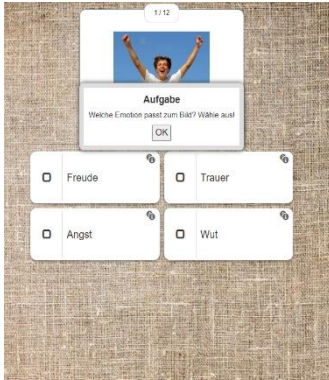 1 / 12
Aufgabe
Welche Emotion passt zum Bild? Wähle aus!
OK
Freude
Trauer
Angst
Wut